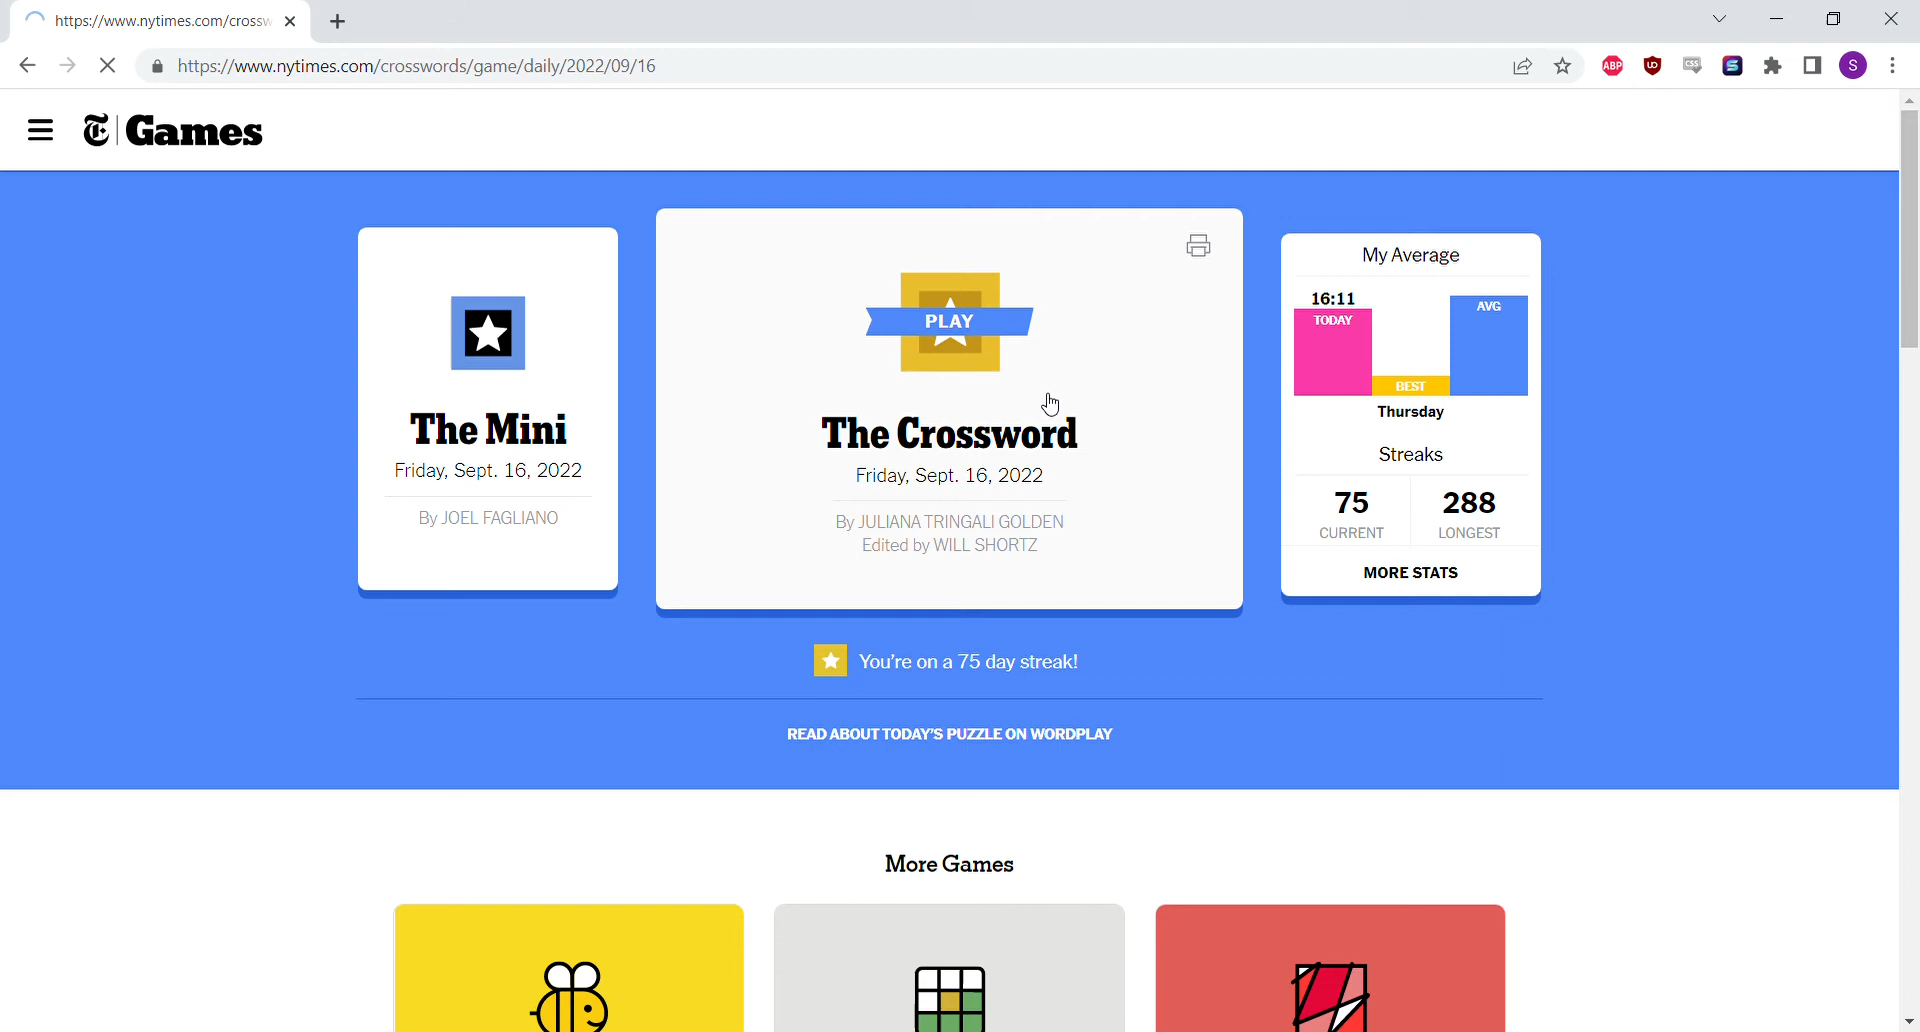 https://www.nytimes.com/crossw
https://www.nytimes.com/crosswords/game/daily/2022/09/16
ABP
CSS
S
S
T Games
The Mini
Friday, Sept. 16, 2022
By JOEL FAGLIANO
PLAY
The Crossword
Friday, Sept. 16, 2022
By JULIANA TRINGALI GOLDEN
Edited by WILL SHORTZ
My Average
16:11
TODAY
BEST
AVG
Thursday
Streaks
75 288
CURRENT LONGEST
MORE STATS
You're on a 75 day streak!
READ ABOUT TODAY'S PUZZLE ON WORDPLAY
More Games